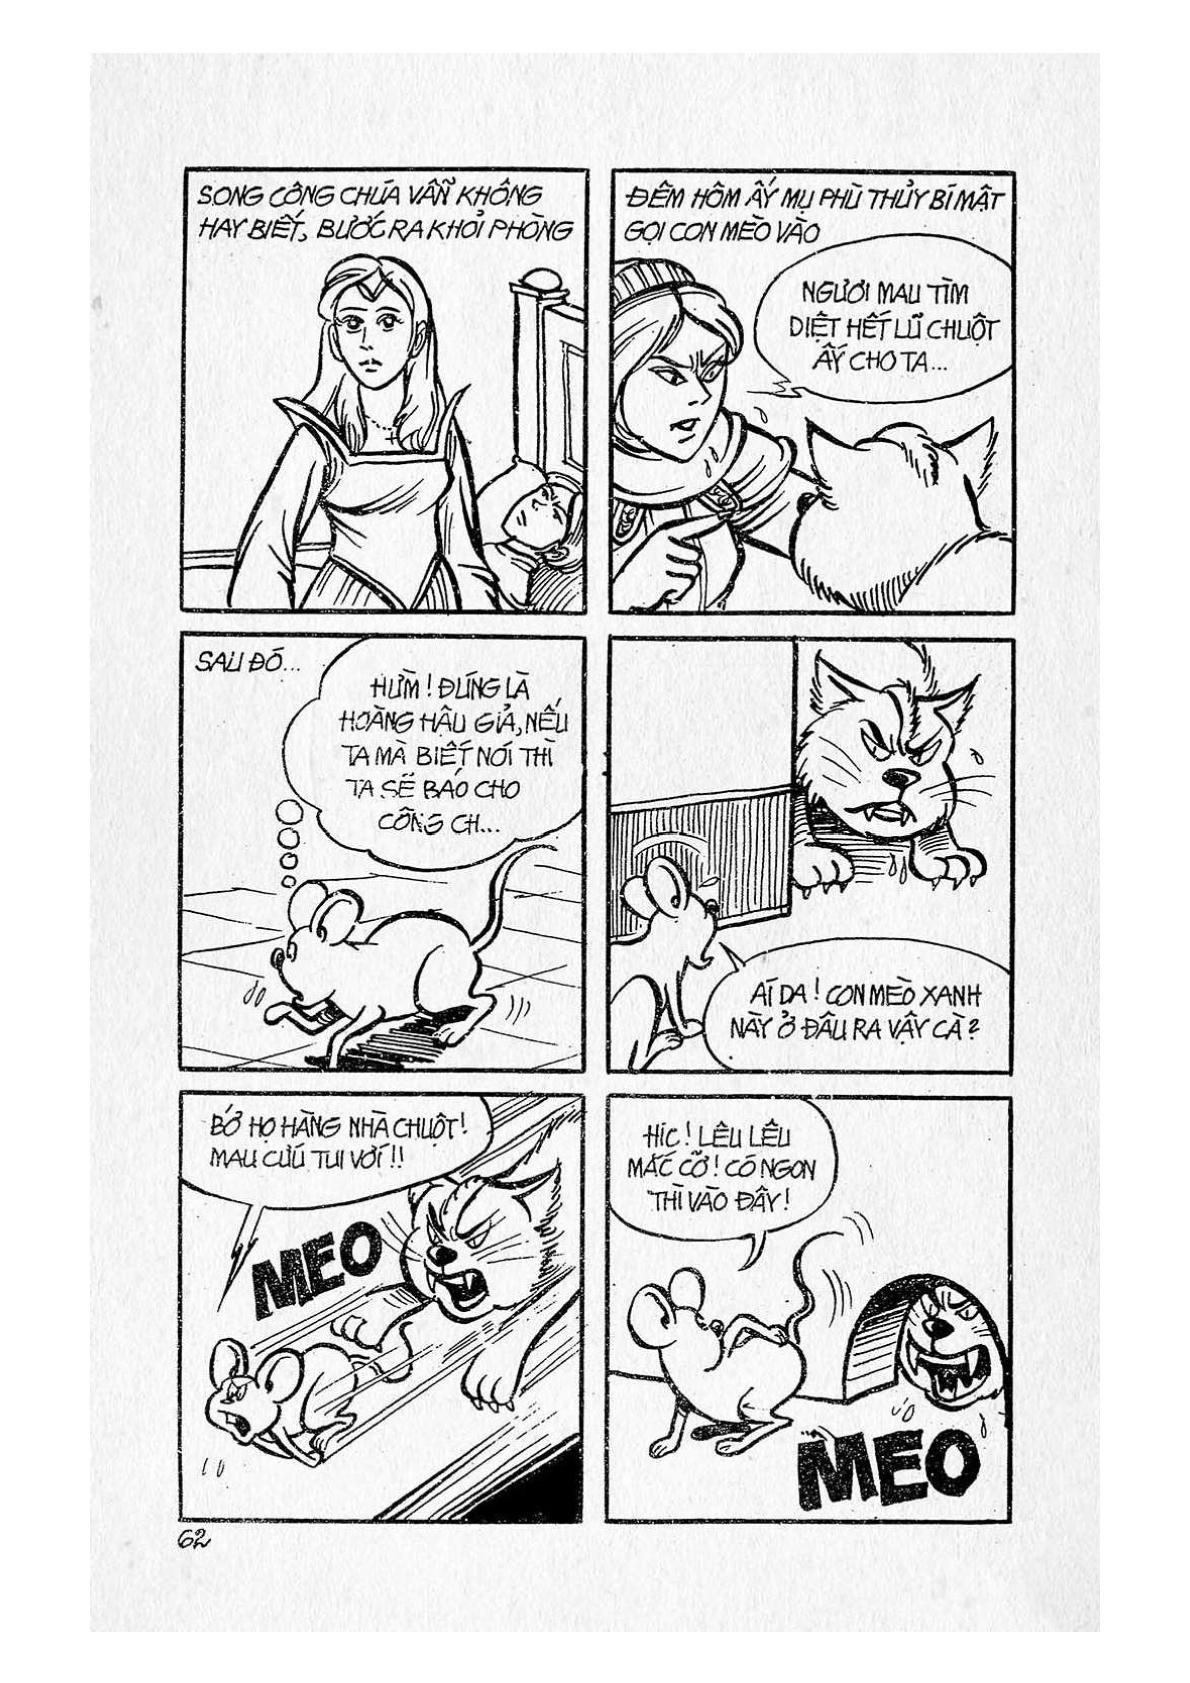 SONG CÔNG CHÚA VẪN KHÔNG
HAY BIẾT, BƯỚC RA KHỎI PHÒNG
ĐÊM HÔM ẤY MỤ PHÙ THỦY BÍ MẬT
GỌI CON MÈO VÀO
NGƯƠI MAU TÌM
DIỆT HẾT LŨ CHUỘT
ẤY CHO TA...
SAU ĐÓ...
HỪM! ĐÚNG LÀ
HOÀNG HẬU GIẢ, NẾU
TA MÀ BIẾT NÓI THÌ
TA SẼ BÁO CHO
CÔNG CH...
AÍ DA! CON MÈO XANH
NÀY Ở ĐÂU RA VẬY CÀ?
BỚ HỌ HÀNG NHÀ CHUỘT!
MAU CỨU TUI VỚI!!
MEO
HÍC! LÊU LÊU
MẮC CỠ! CÓ NGON
THÌ VÀO ĐÂY!
MEO
62